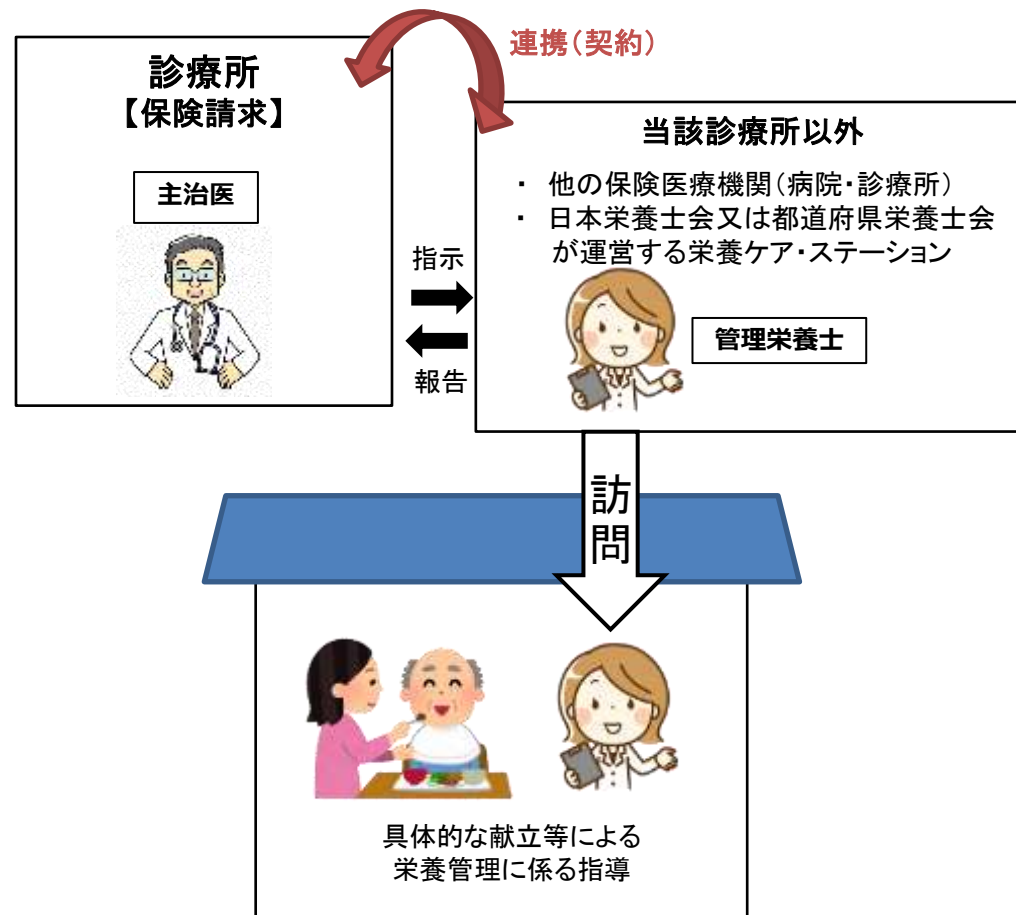 連携(契約)
診療所
【保険請求】
主治医
当該診療所以外
・ 他の保険医療機関(病院・診療所)
・ 日本栄養士会又は都道府県栄養士会
が運営する栄養ケア・ステーション
管理栄養士
指示
報告
訪問
具体的な献立等による
栄養管理に係る指導